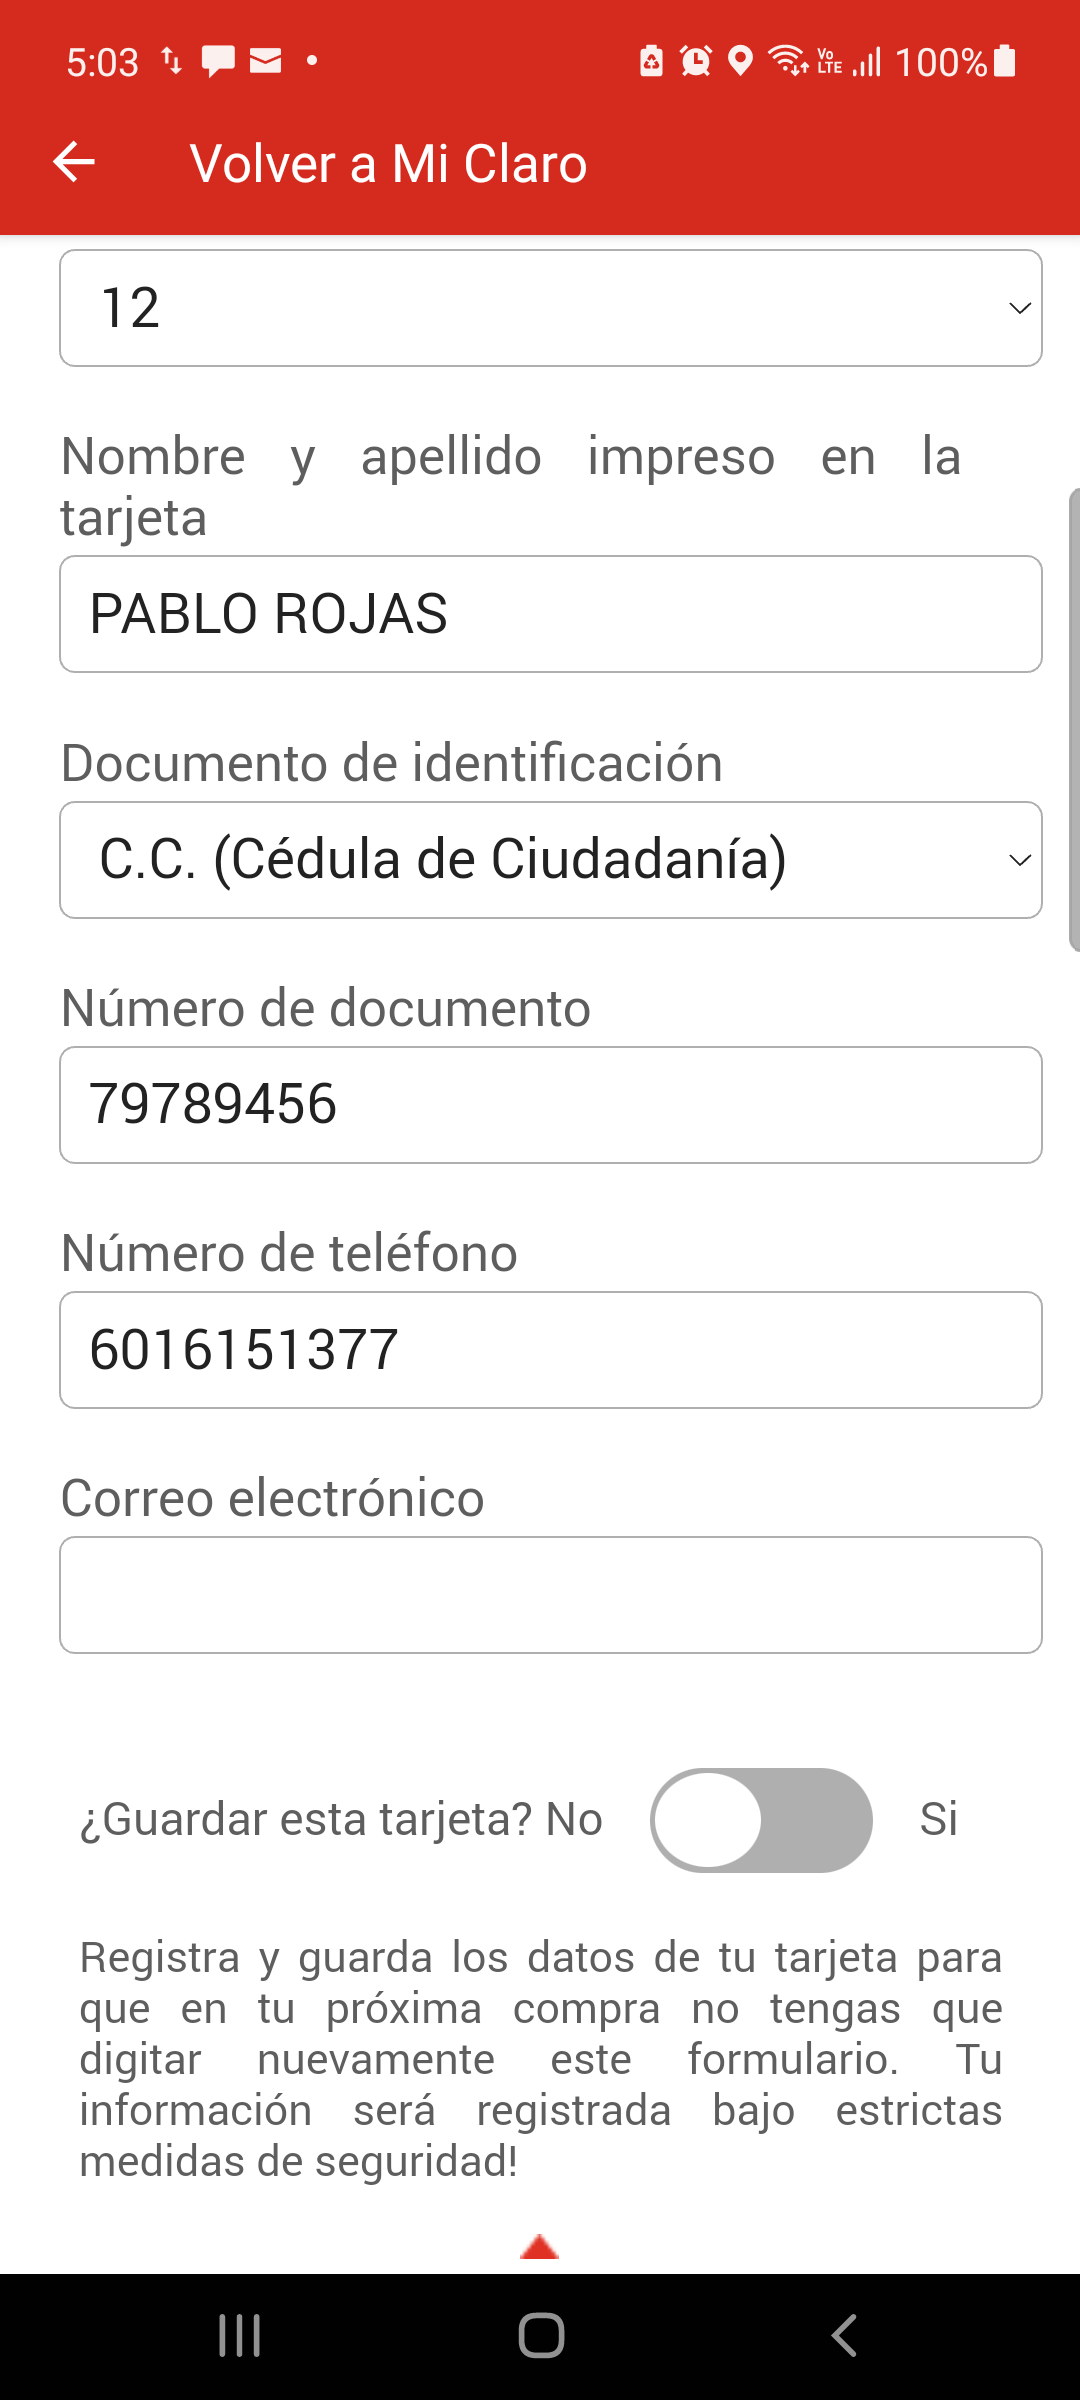 5:03
Vo
LTE
100%
Volver a Mi Claro
12
Nombre y apellido impreso en la
tarjeta
PABLO ROJAS
Documento de identificación
C.C. (Cédula de Ciudadanía)
Número de documento
79789456
Número de teléfono
6016151377
Correo electrónico
¿Guardar esta tarjeta? No
Si
Registra y guarda los datos de tu tarjeta para
que en tu próxima compra no tengas que
digitar nuevamente este formulario. Tu
información será registrada bajo estrictas
medidas de seguridad!